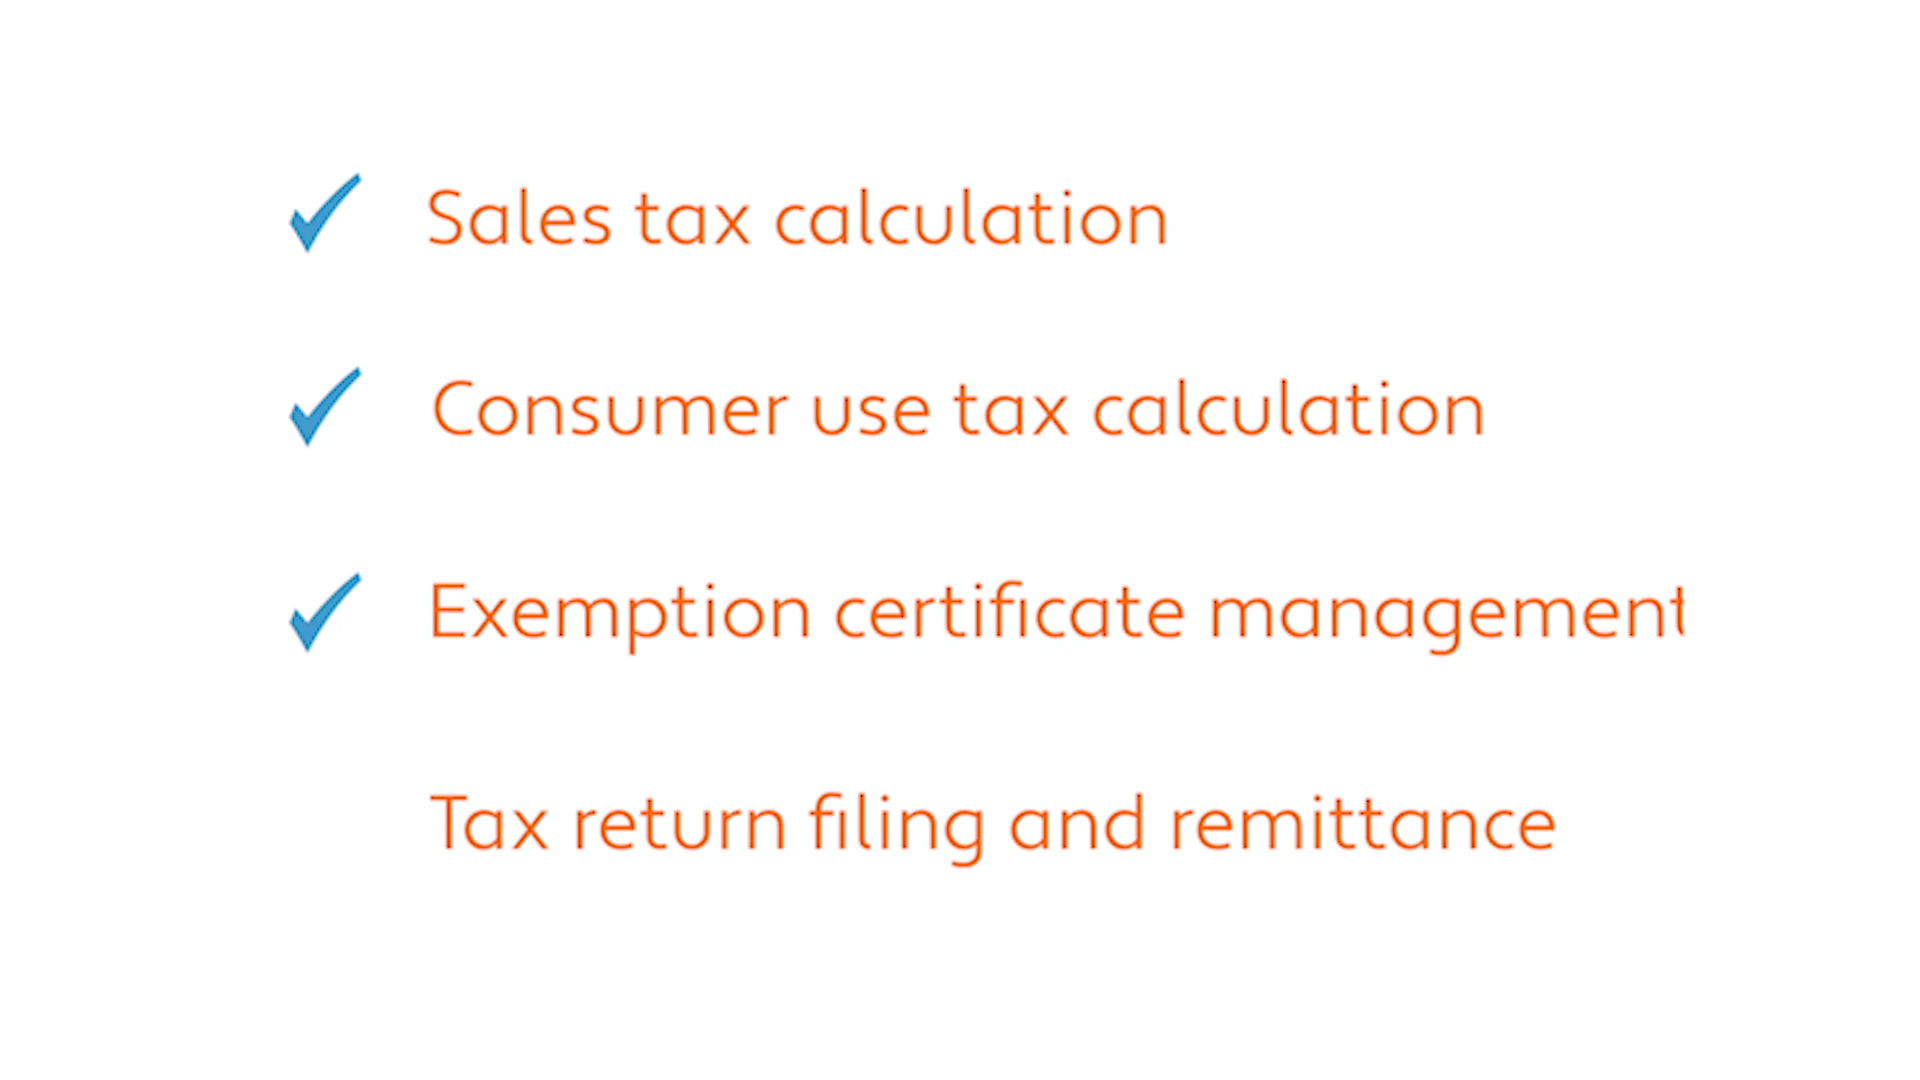 Sales tax calculation
Consumer use tax calculation
Exemption certificate management
Tax return filing and remittance